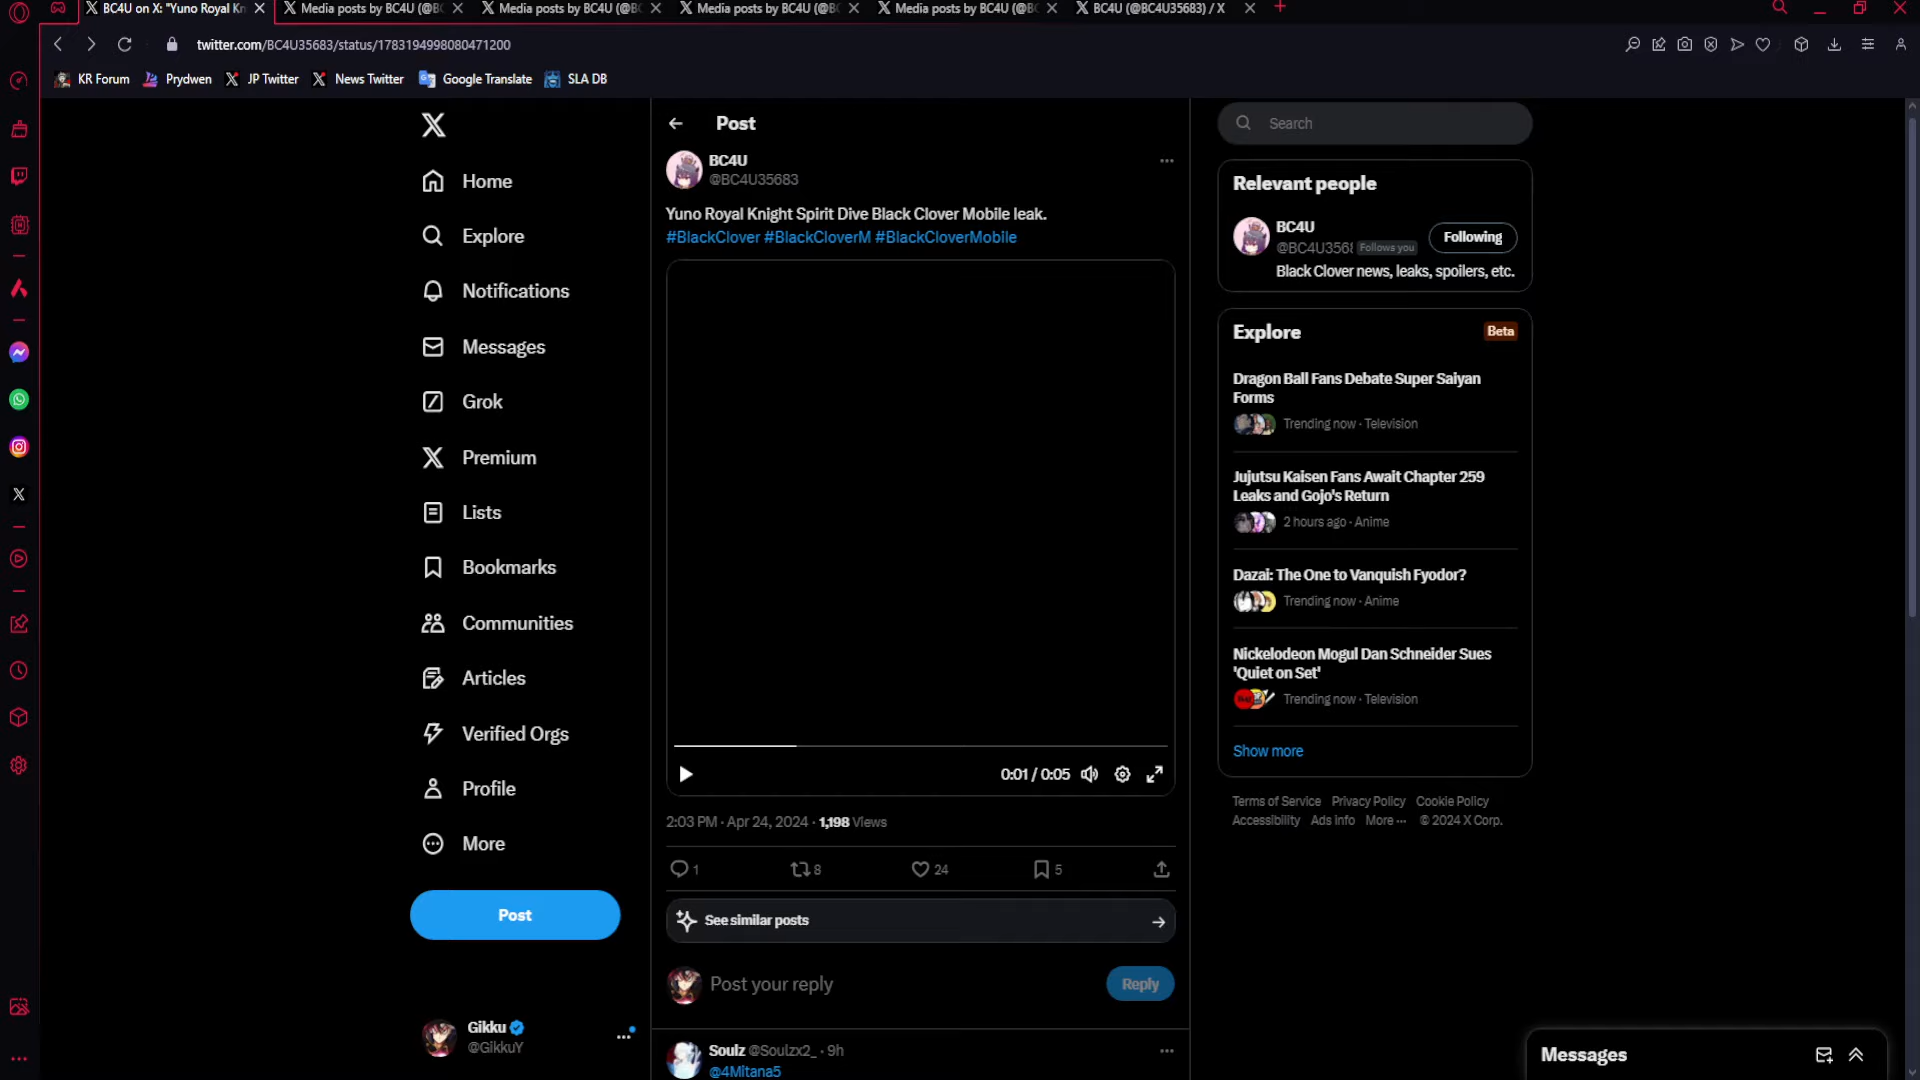 BC4U on X: "Yuno Royal Kn
Media posts by BC4U (@BC
Media posts by BC4U (@BC
Media posts by BC4U (@BC
Media posts by BC4U (@BC
BC4U (@BC4U35683) / X
twitter.com/BC4U35683/status/1783194998080471200
KR Forum
Prydwen
JP Twitter
News Twitter
Google Translate
SLA DB
Home
Explore
Notifications
Messages
Grok
Premium
Lists
Bookmarks
Communities
Articles
Verified Orgs
Profile
More
Post
Gikku
@GikkuY
Post
BC4U
@BC4U35683
Yuno Royal Knight Spirit Dive Black Clover Mobile leak.
#BlackClover #BlackCloverM #BlackCloverMobile
0:01 / 0:05
2:03 PM · Apr 24, 2024 · 1,198 Views
1
8
24
5
See similar posts
Post your reply
Reply
Soulz @Soulzx2_ · 9h
@4Mitana5
Search
Relevant people
BC4U
@BC4U3568 Follows you
Following
Black Clover news, leaks, spoilers, etc.
Explore
Beta
Dragon Ball Fans Debate Super Saiyan
Forms
Trending now · Television
Jujutsu Kaisen Fans Await Chapter 259
Leaks and Gojo's Return
2 hours ago · Anime
Dazai: The One to Vanquish Fyodor?
Trending now · Anime
Nickelodeon Mogul Dan Schneider Sues
'Quiet on Set'
Trending now · Television
Show more
Terms of Service Privacy Policy Cookie Policy
Accessibility Ads info More ··· © 2024 X Corp.
Messages